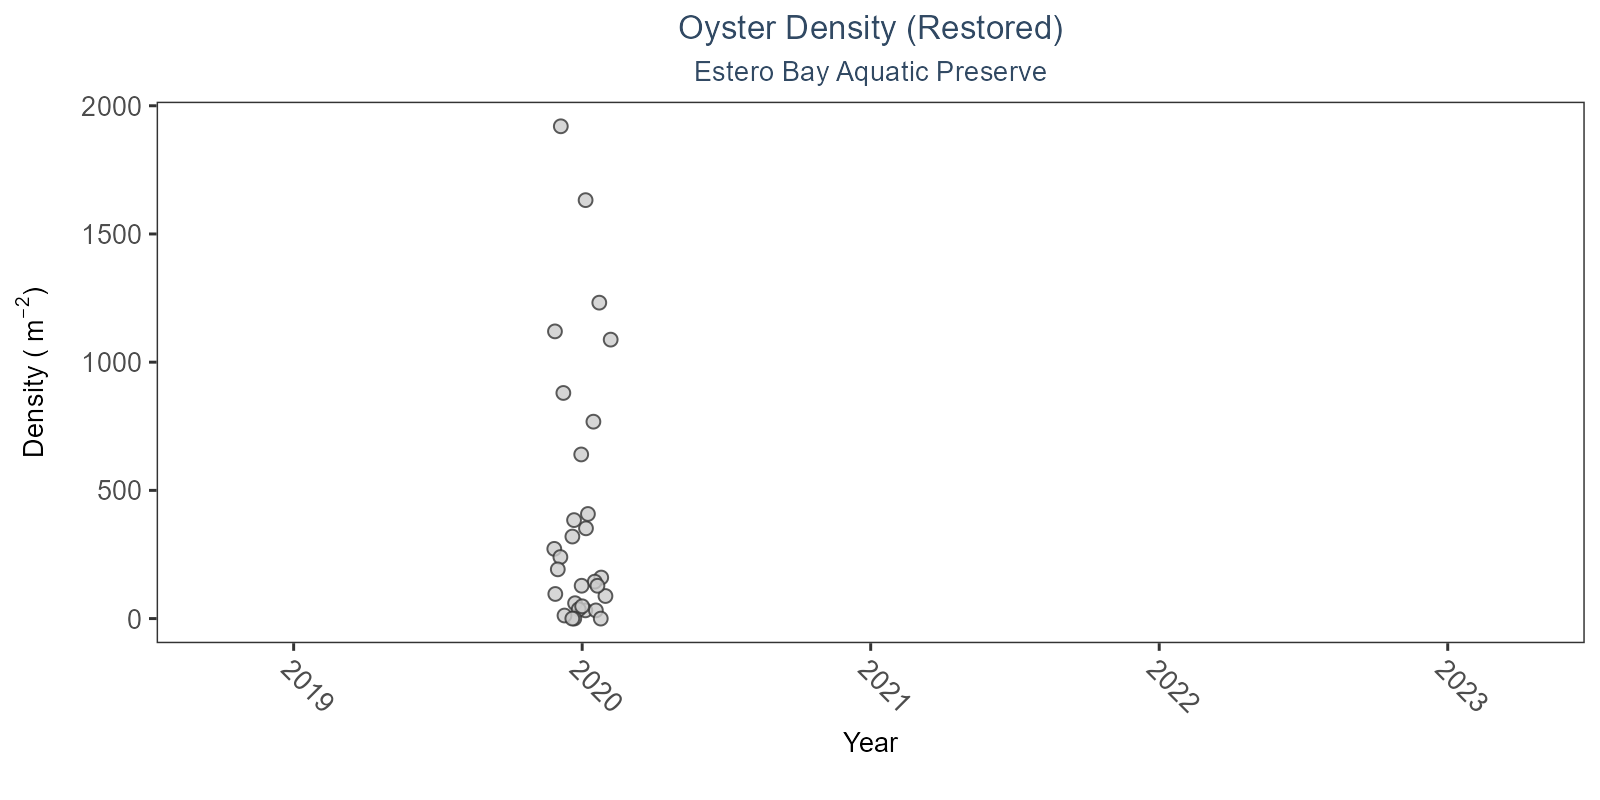 Oyster Density (Restored)
Estero Bay Aquatic Preserve
2000
1500
1000
500
0
Density ( m⁻²)
2019
2020
2021
2022
2023
Year